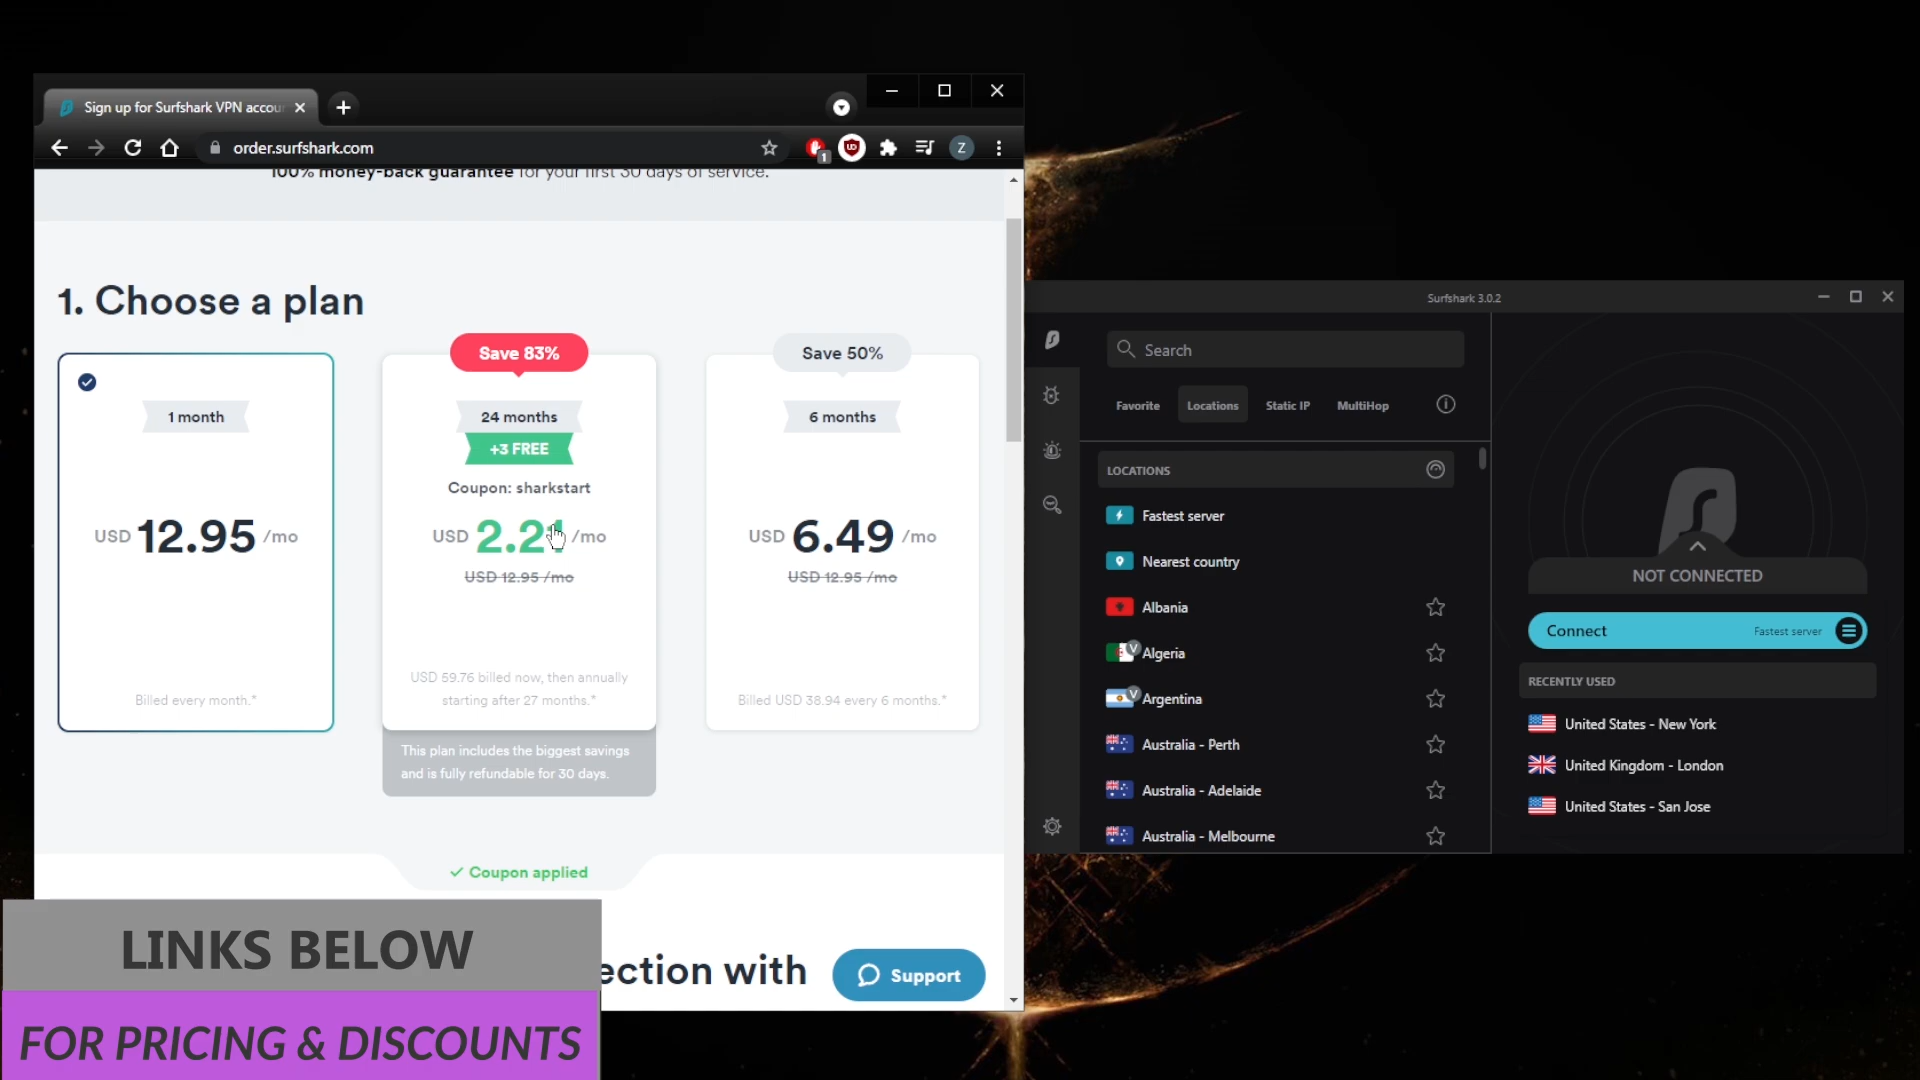 Sign up for Surfshark VPN accou
order.surfshark.com
1
Z
100% money-back guarantee for your first 30 days of service.
1. Choose a plan
1 month
USD 12.95 /mo
Billed every month.*
Save 83%
24 months
+3 FREE
Coupon: sharkstart
USD /mo
USD 12.95 /mo
USD 59.76 billed now, then annually
starting after 27 months.*
This plan includes the biggest savings
and is fully refundable for 30 days.
Save 50%
6 months
USD 6.49 /mo
USD 12.95 /mo
Billed USD 38.94 every 6 months.*
Coupon applied
ection with
Support
LINKS BELOW
FOR PRICING & DISCOUNTS
Surfshark 3.0.2
Search
Favorite
Locations
Static IP
MultiHop
LOCATIONS
Fastest server
Nearest country
Albania
V
Algeria
V
Argentina
Australia - Perth
Australia - Adelaide
Australia - Melbourne
NOT CONNECTED
Connect
Fastest server
RECENTLY USED
United States - New York
United Kingdom - London
United States - San Jose